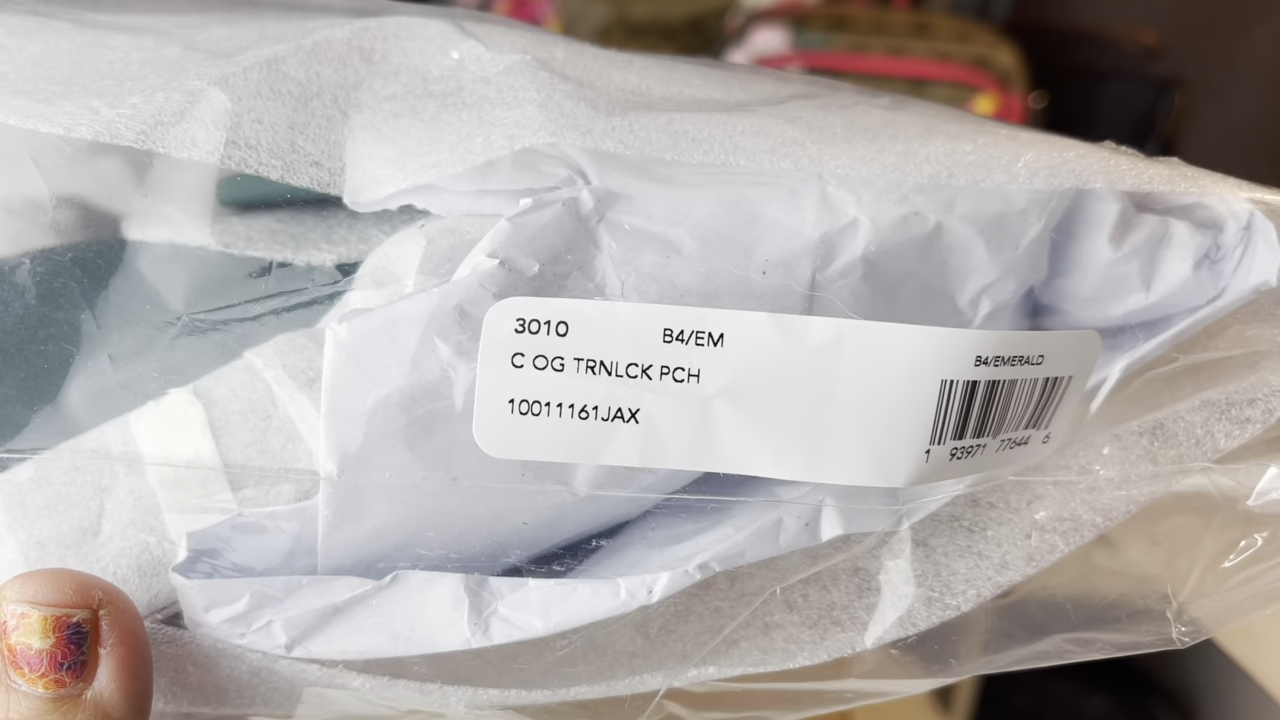 3010 B4/EM
C OG TRNLCK PCH
10011161JAX
B4/EMERALD
1 93971 77644 6